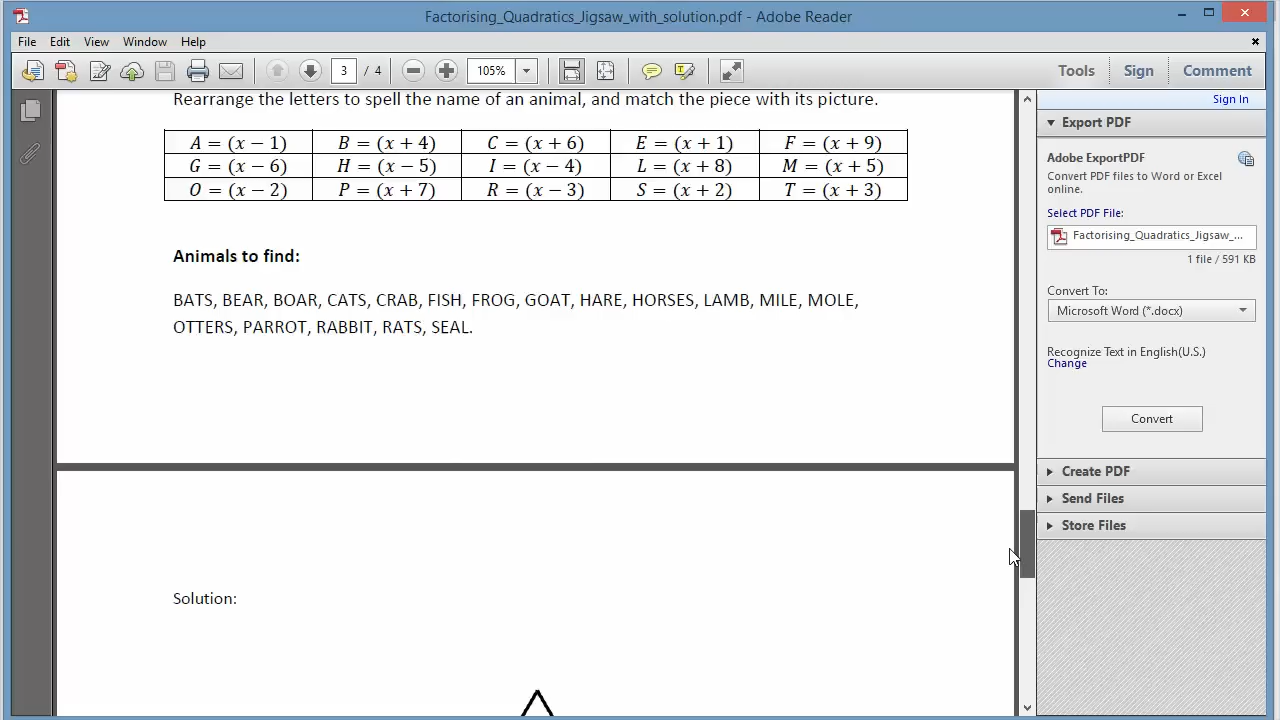 Factorising_Quadratics_Jigsaw_with_solution.pdf - Adobe Reader
File Edit View Window Help
3 / 4 105% Tools Sign Comment
Rearrange the letters to spell the name of an animal, and match the piece with its picture.
A = (x − 1) B = (x + 4) C = (x + 6) E = (x + 1) F = (x + 9)
G = (x − 6) H = (x − 5) I = (x − 4) L = (x + 8) M = (x + 5)
O = (x − 2) P = (x + 7) R = (x − 3) S = (x + 2) T = (x + 3)
Animals to find:
BATS, BEAR, BOAR, CATS, CRAB, FISH, FROG, GOAT, HARE, HORSES, LAMB, MILE, MOLE,
OTTERS, PARROT, RABBIT, RATS, SEAL.
Solution:
Sign In
Export PDF
Adobe ExportPDF
Convert PDF files to Word or Excel
online.
Select PDF File:
Factorising_Quadratics_Jigsaw_...
1 file / 591 KB
Convert To:
Microsoft Word (*.docx)
Recognize Text in English(U.S.)
Change
Convert
Create PDF
Send Files
Store Files